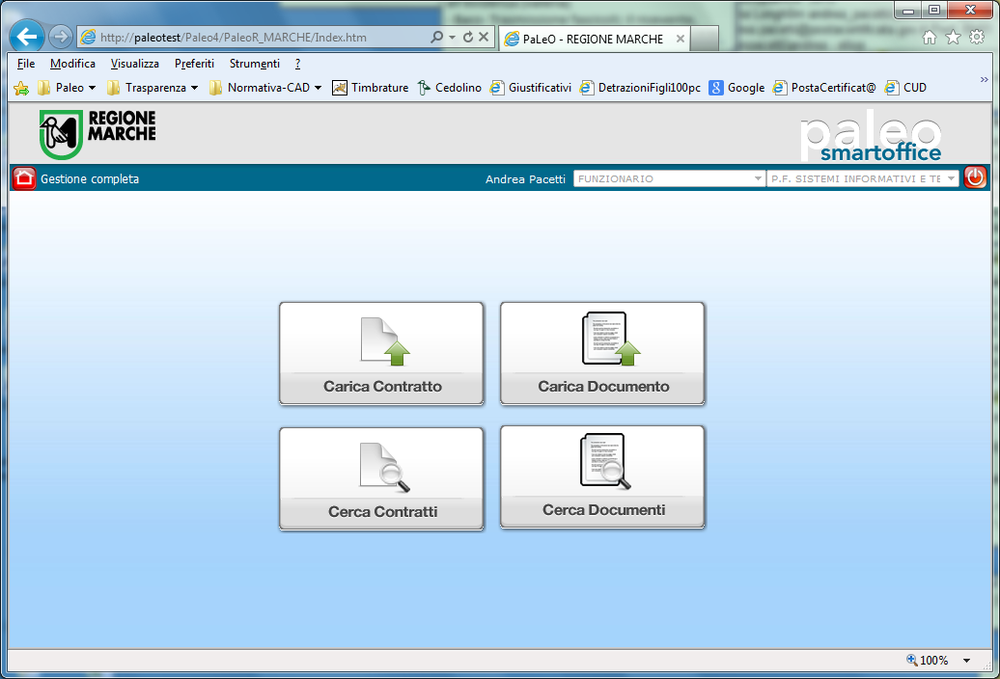 http://paleotest/Paleo4/PaleoR_MARCHE/Index.htm
PaLeO - REGIONE MARCHE
File Modifica Visualizza Preferiti Strumenti ?
Paleo Trasparenza Normativa-CAD Timbrature Cedolino Giustificativi DetrazioniFigli100pc Google PostaCertificat@ CUD
REGIONE
MARCHE
paleo
smartoffice
Gestione completa Andrea Pacetti FUNZIONARIO P.F. SISTEMI INFORMATIVI E TE
Carica Contratto Carica Documento
Cerca Contratti Cerca Documenti
100%